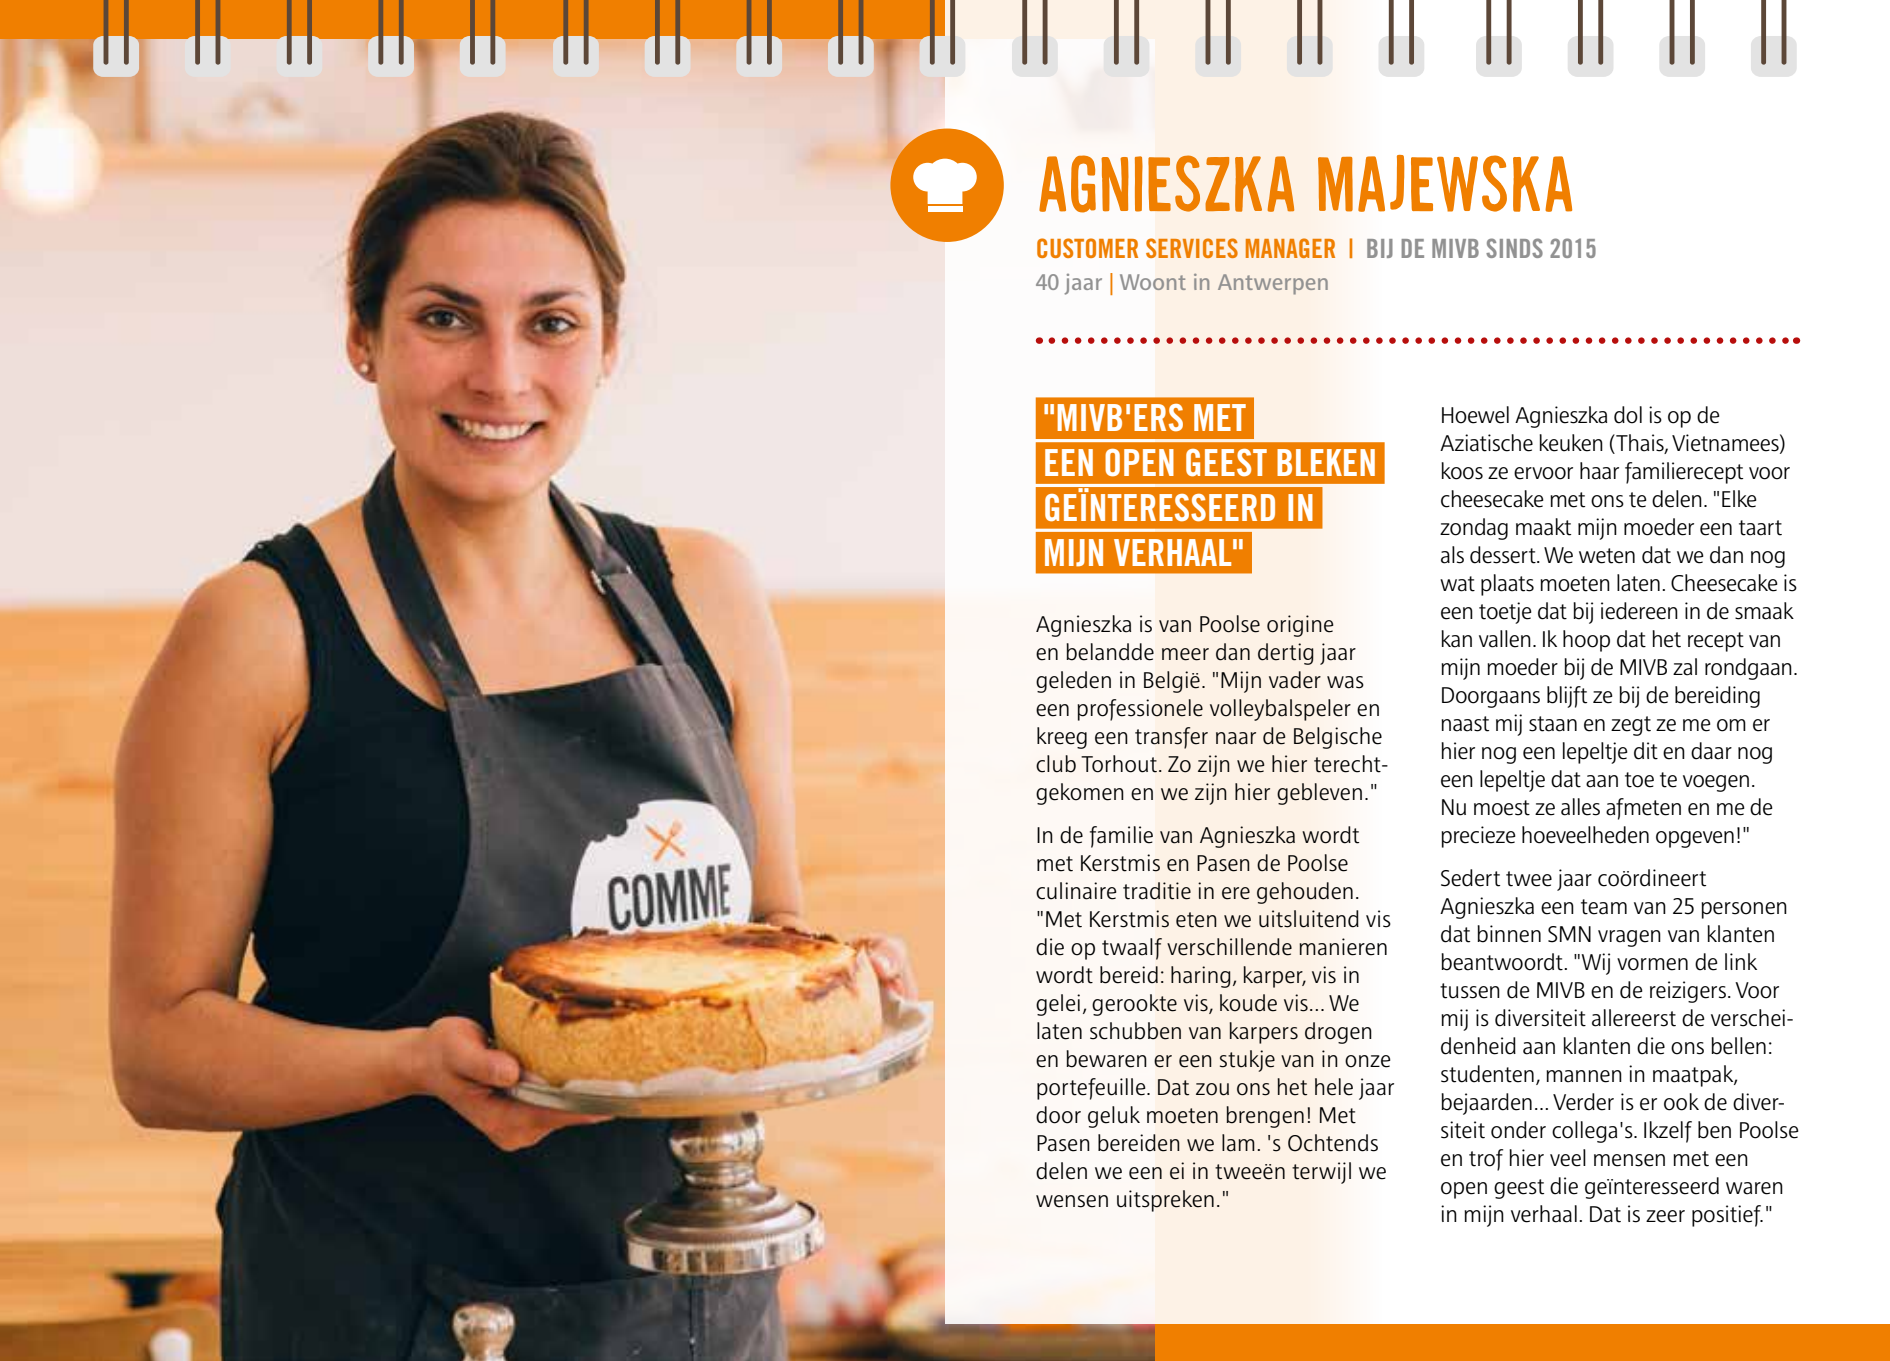 AGNIESZKA MAJEWSKA
CUSTOMER SERVICES MANAGER | BIJ DE MIVB SINDS 2015
40 jaar | Woont in Antwerpen
"MIVB'ERS MET
EEN OPEN GEEST BLEKEN
GEÏNTERESSEERD IN
MIJN VERHAAL"
Agnieszka is van Poolse origine
en belandde meer dan dertig jaar
geleden in België. "Mijn vader was
een professionele volleybalspeler en
kreeg een transfer naar de Belgische
club Torhout. Zo zijn we hier terecht-
gekomen en we zijn hier gebleven."
In de familie van Agnieszka wordt
met Kerstmis en Pasen de Poolse
culinaire traditie in ere gehouden.
"Met Kerstmis eten we uitsluitend vis
die op twaalf verschillende manieren
wordt bereid: haring, karper, vis in
gelei, gerookte vis, koude vis... We
laten schubben van karpers drogen
en bewaren er een stukje van in onze
portefeuille. Dat zou ons het hele jaar
door geluk moeten brengen! Met
Pasen bereiden we lam. 's Ochtends
delen we een ei in tweeën terwijl we
wensen uitspreken."
Hoewel Agnieszka dol is op de
Aziatische keuken (Thais, Vietnamees)
koos ze ervoor haar familierecept voor
cheesecake met ons te delen. "Elke
zondag maakt mijn moeder een taart
als dessert. We weten dat we dan nog
wat plaats moeten laten. Cheesecake is
een toetje dat bij iedereen in de smaak
kan vallen. Ik hoop dat het recept van
mijn moeder bij de MIVB zal rondgaan.
Doorgaans blijft ze bij de bereiding
naast mij staan en zegt ze me om er
hier nog een lepeltje dit en daar nog
een lepeltje dat aan toe te voegen.
Nu moest ze alles afmeten en me de
precieze hoeveelheden opgeven!"
Sedert twee jaar coördineert
Agnieszka een team van 25 personen
dat binnen SMN vragen van klanten
beantwoordt. "Wij vormen de link
tussen de MIVB en de reizigers. Voor
mij is diversiteit allereerst de verschei-
denheid aan klanten die ons bellen:
studenten, mannen in maatpak,
bejaarden... Verder is er ook de diver-
siteit onder collega's. Ikzelf ben Poolse
en trof hier veel mensen met een
open geest die geïnteresseerd waren
in mijn verhaal. Dat is zeer positief."
COMME